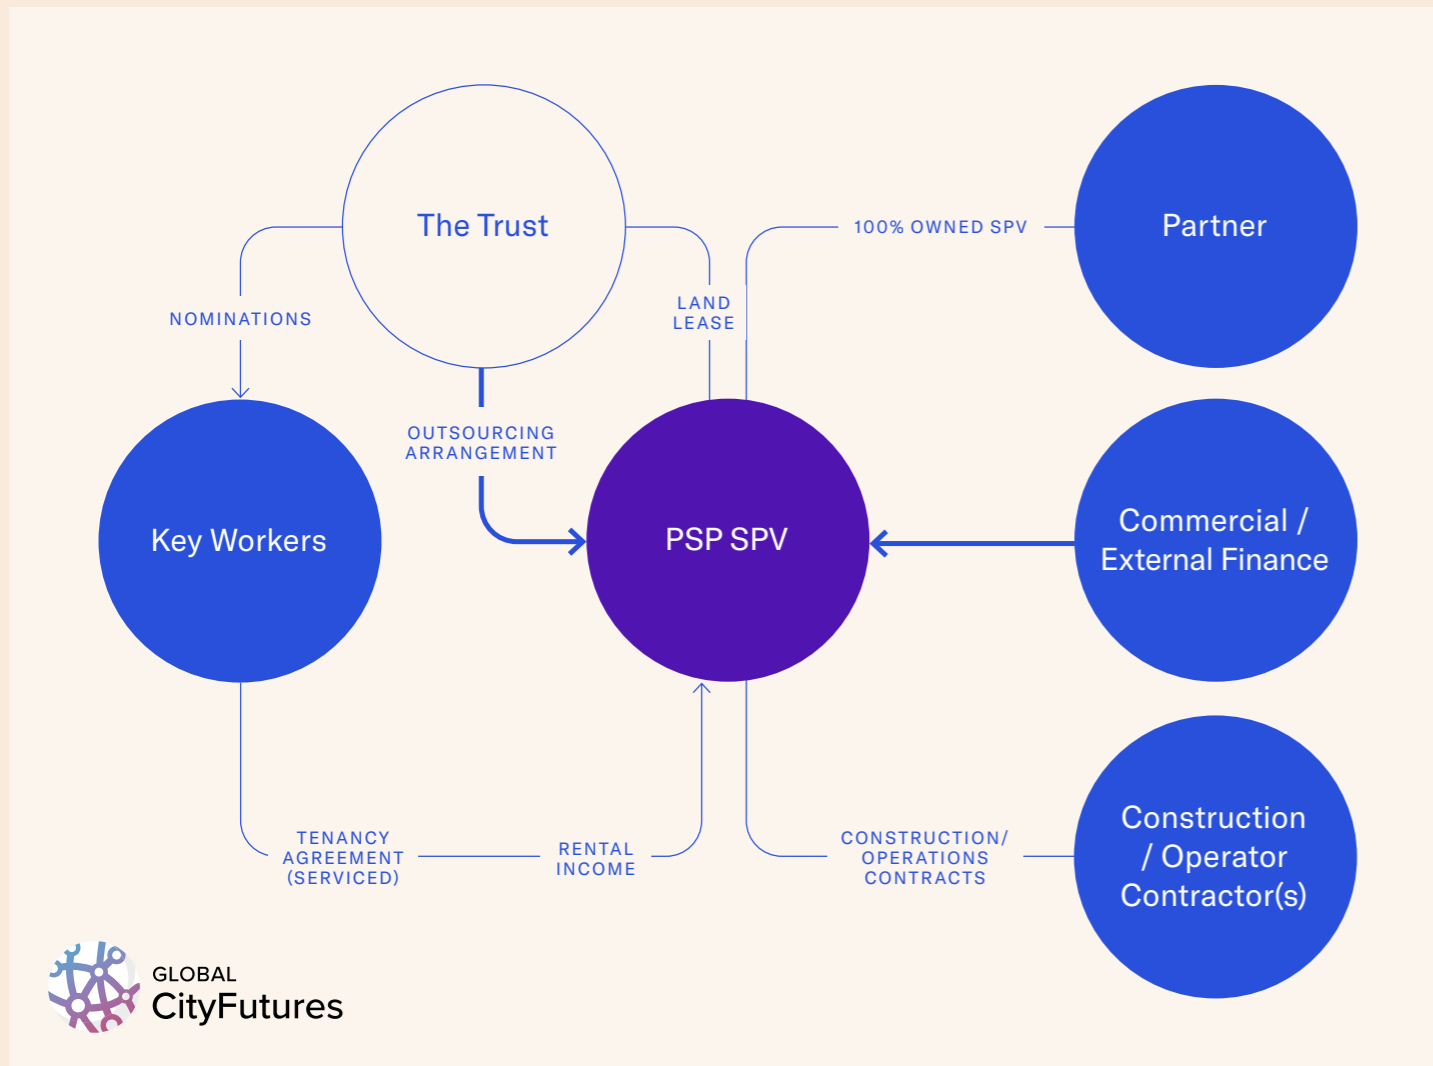 The Trust
100% OWNED SPV
Partner
NOMINATIONS
LAND
LEASE
OUTSOURCING
ARRANGEMENT
Key Workers
PSP SPV
Commercial /
External Finance
TENANCY
AGREEMENT
(SERVICED)
RENTAL
INCOME
CONSTRUCTION/
OPERATIONS
CONTRACTS
Construction
/ Operator
Contractor(s)
GLOBAL
CityFutures